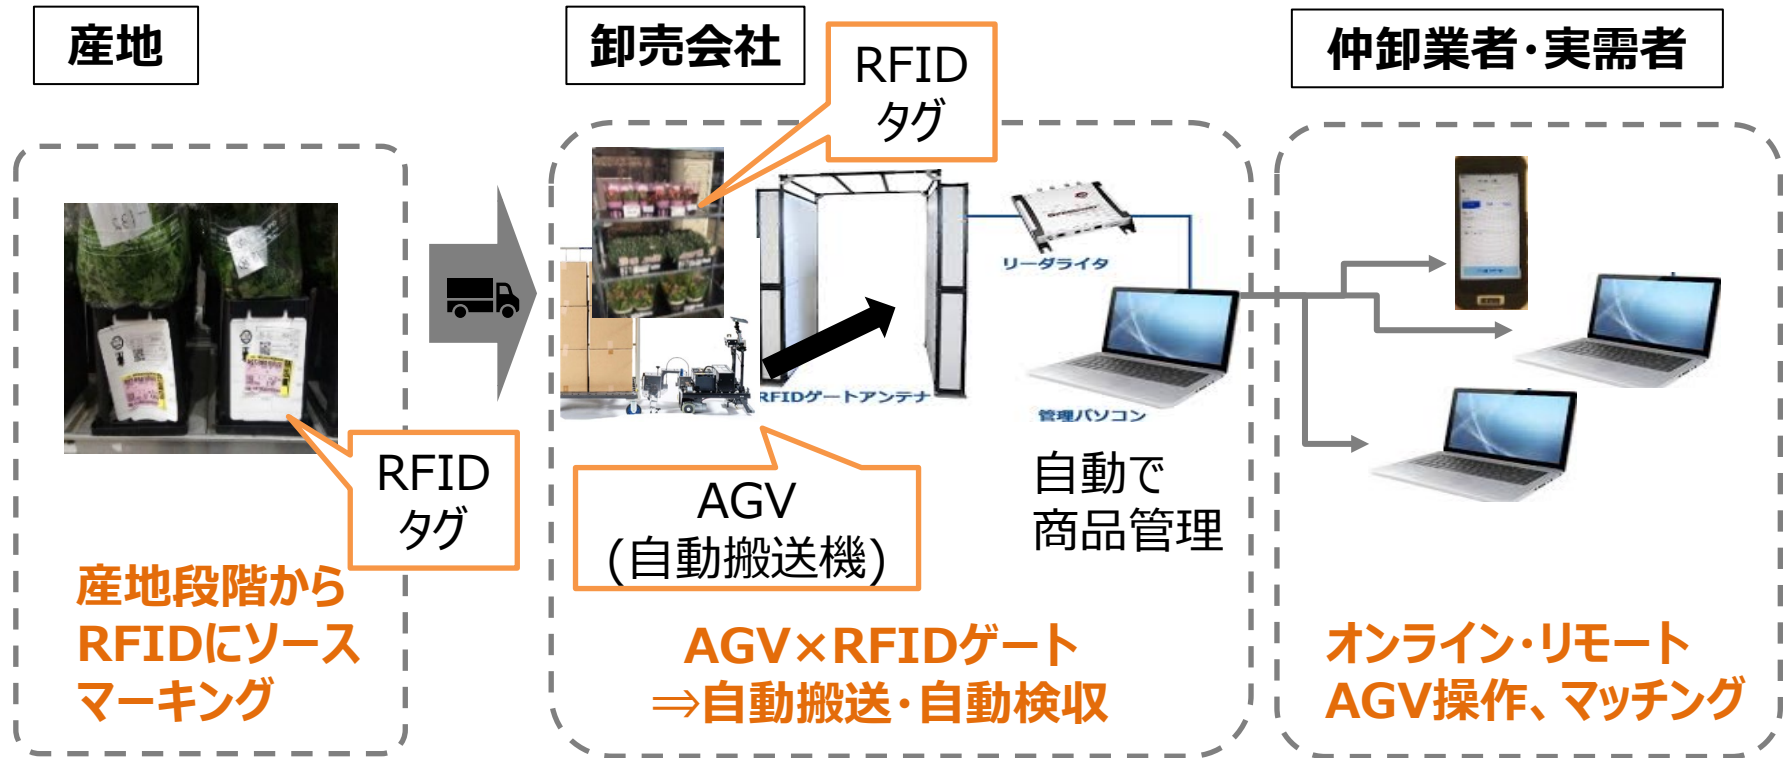 産地
RFID
タグ
産地段階から
RFIDにソース
マーキング
卸売会社
RFID
タグ
リーダライタ
RFIDゲートアンテナ
管理パソコン
AGV
(自動搬送機)
自動で
商品管理
AGV×RFIDゲート
⇒自動搬送・自動検収
仲卸業者・実需者
オンライン・リモート
AGV操作、マッチング